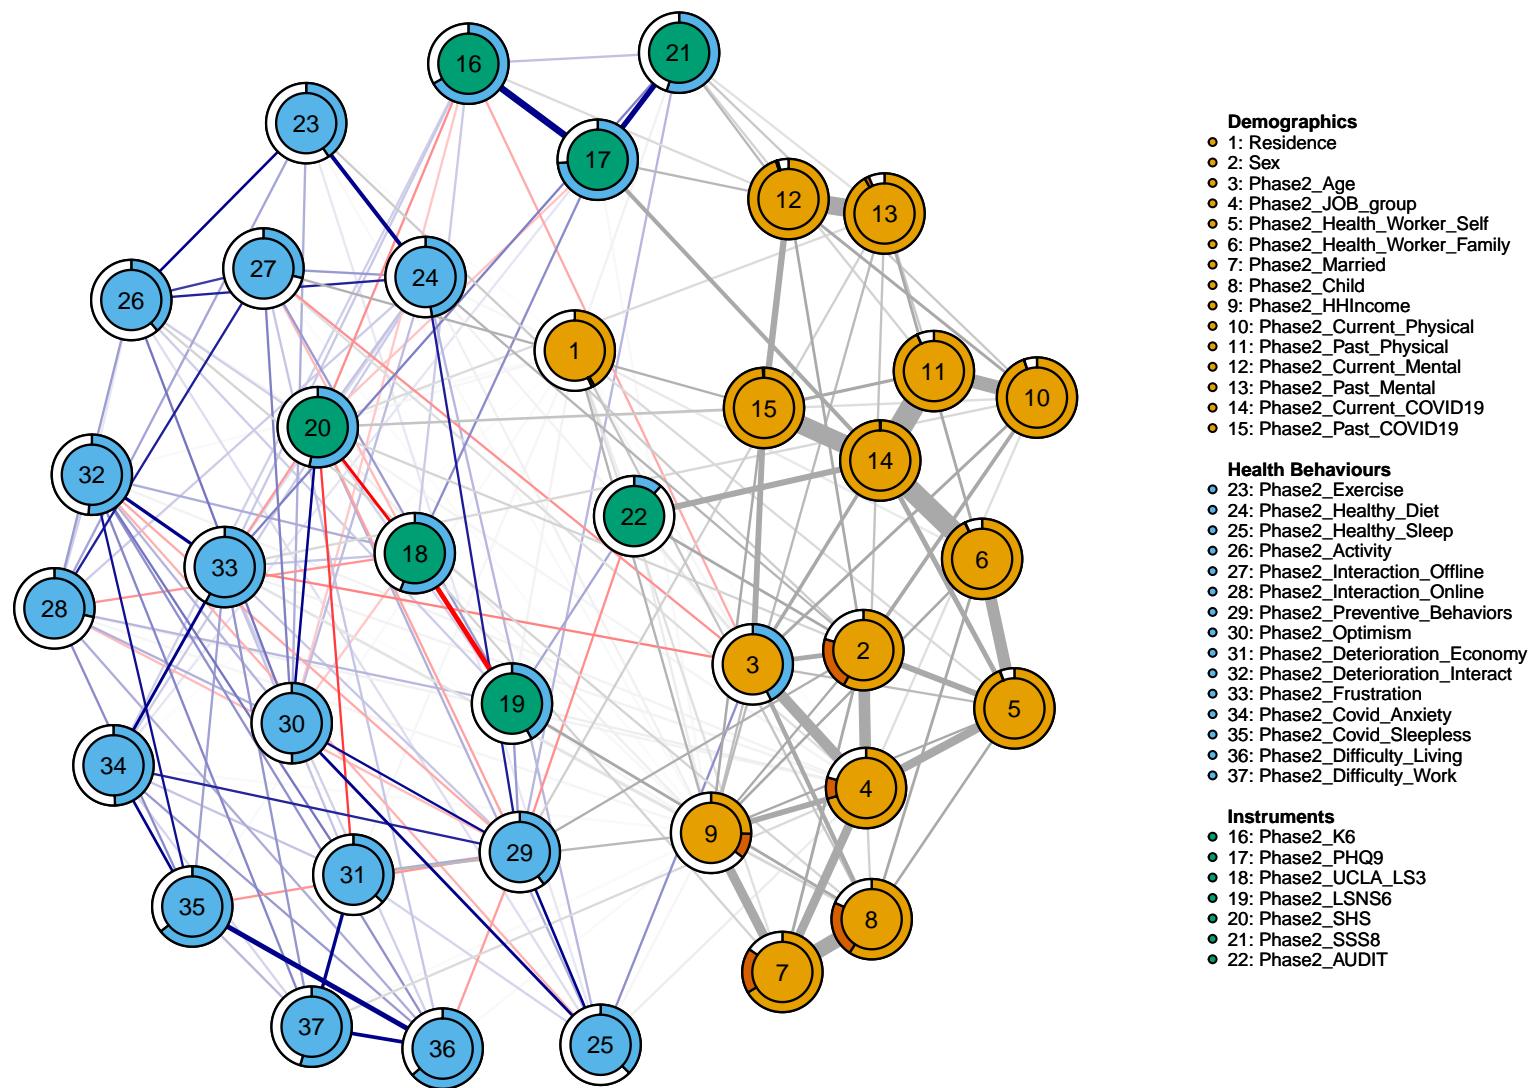 16
21
23
17
12
13
27
24
26
1
11
10
15
20
14
32
22
18
6
33
28
2
3
19
5
30
34
4
9
29
31
35
8
7
37
25
36
Demographics
1: Residence
2: Sex
3: Phase2_Age
4: Phase2_JOB_group
5: Phase2_Health_Worker_Self
6: Phase2_Health_Worker_Family
7: Phase2_Married
8: Phase2_Child
9: Phase2_HHIncome
10: Phase2_Current_Physical
11: Phase2_Past_Physical
12: Phase2_Current_Mental
13: Phase2_Past_Mental
14: Phase2_Current_COVID19
15: Phase2_Past_COVID19
Health Behaviours
23: Phase2_Exercise
24: Phase2_Healthy_Diet
25: Phase2_Healthy_Sleep
26: Phase2_Activity
27: Phase2_Interaction_Offline
28: Phase2_Interaction_Online
29: Phase2_Preventive_Behaviors
30: Phase2_Optimism
31: Phase2_Deterioration_Economy
32: Phase2_Deterioration_Interact
33: Phase2_Frustration
34: Phase2_Covid_Anxiety
35: Phase2_Covid_Sleepless
36: Phase2_Difficulty_Living
37: Phase2_Difficulty_Work
Instruments
16: Phase2_K6
17: Phase2_PHQ9
18: Phase2_UCLA_LS3
19: Phase2_LSNS6
20: Phase2_SHS
21: Phase2_SSS8
22: Phase2_AUDIT